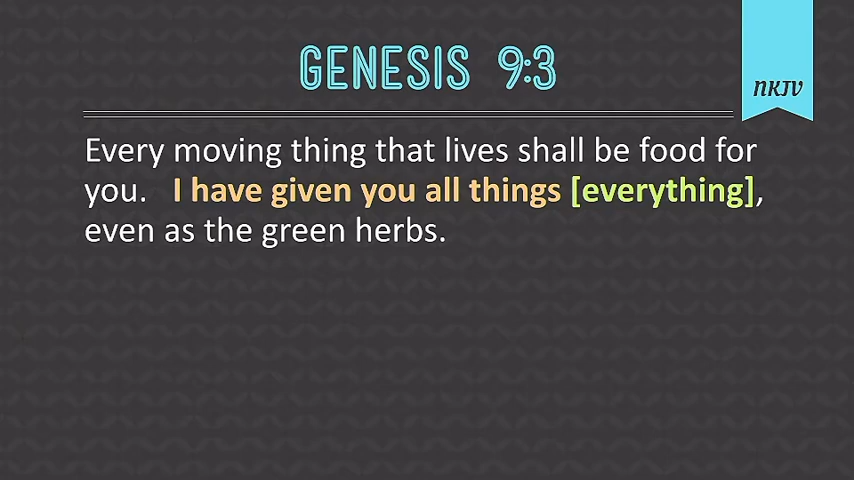 GENESIS 9:3
NKJV
Every moving thing that lives shall be food for
you. I have given you all things [everything],
even as the green herbs.